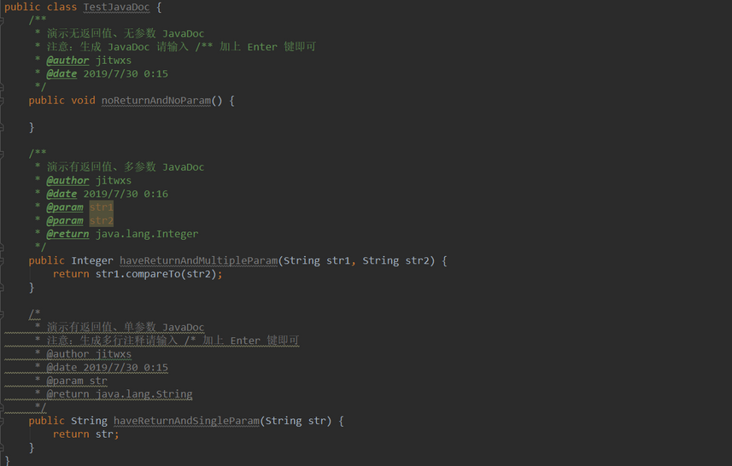 public class TestJavaDoc {
/**
* 演示无返回值、无参数 JavaDoc
* 注意：生成 JavaDoc 请输入 /** 加上 Enter 键即可
* @author jitwxs
* @date 2019/7/30 0:15
*/
public void noReturnAndNoParam() {
}
/**
* 演示有返回值、多参数 JavaDoc
* @author jitwxs
* @date 2019/7/30 0:16
* @param str1
* @param str2
* @return java.lang.Integer
*/
public Integer haveReturnAndMultipleParam(String str1, String str2) {
return str1.compareTo(str2);
}
/*
* 演示有返回值、单参数 JavaDoc
* 注意：生成多行注释请输入 /* 加上 Enter 键即可
* @author jitwxs
* @date 2019/7/30 0:15
* @param str
* @return java.lang.String
*/
public String haveReturnAndSingleParam(String str) {
return str;
}
}